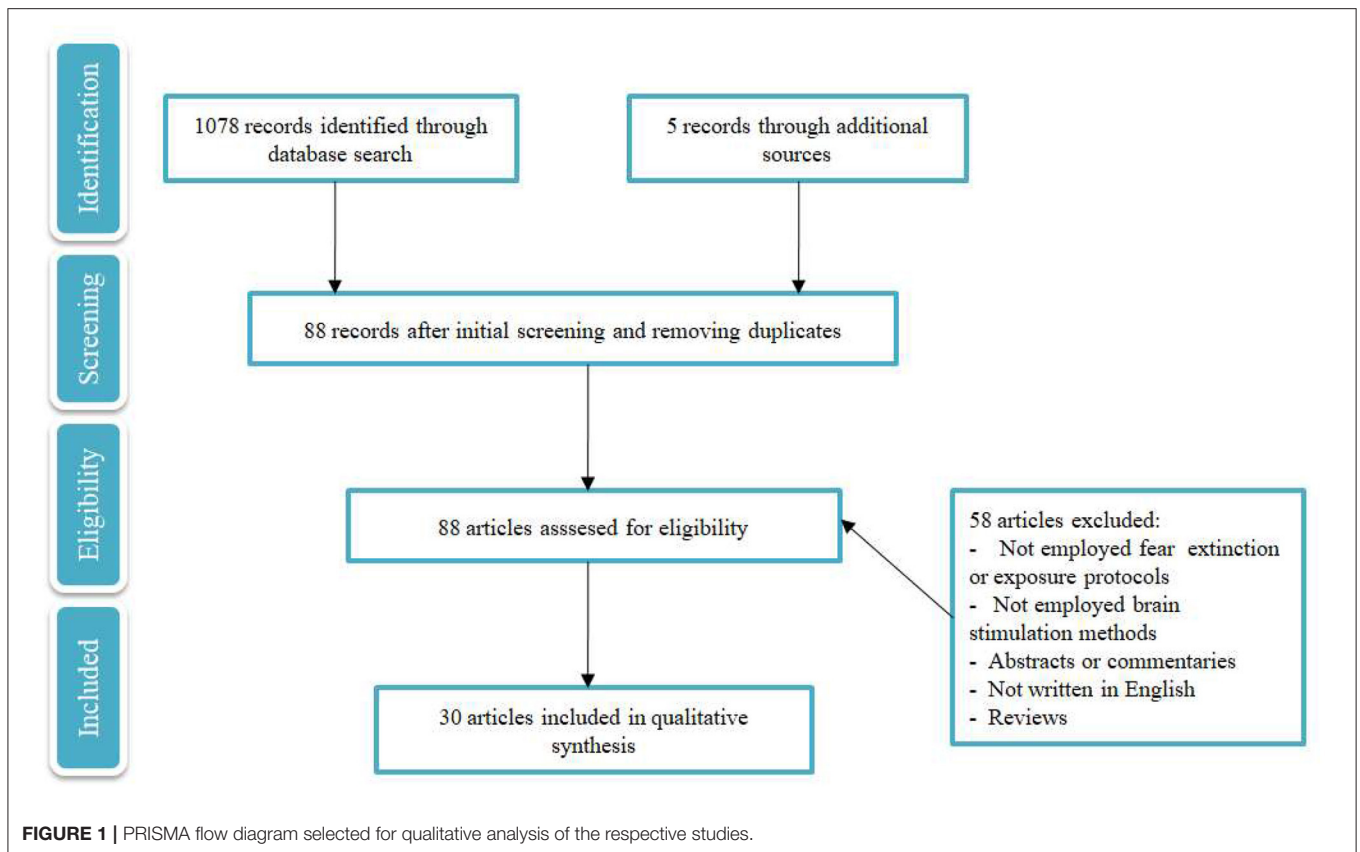 Identification
1078 records identified through
database search
5 records through additional
sources
Screening
88 records after initial screening and removing duplicates
Eligibility
88 articles asssesed for eligibility
58 articles excluded:
- Not employed fear extinction
or exposure protocols
- Not employed brain
stimulation methods
- Abstracts or commentaries
- Not written in English
- Reviews
Included
30 articles included in qualitative
synthesis
FIGURE 1 | PRISMA flow diagram selected for qualitative analysis of the respective studies.